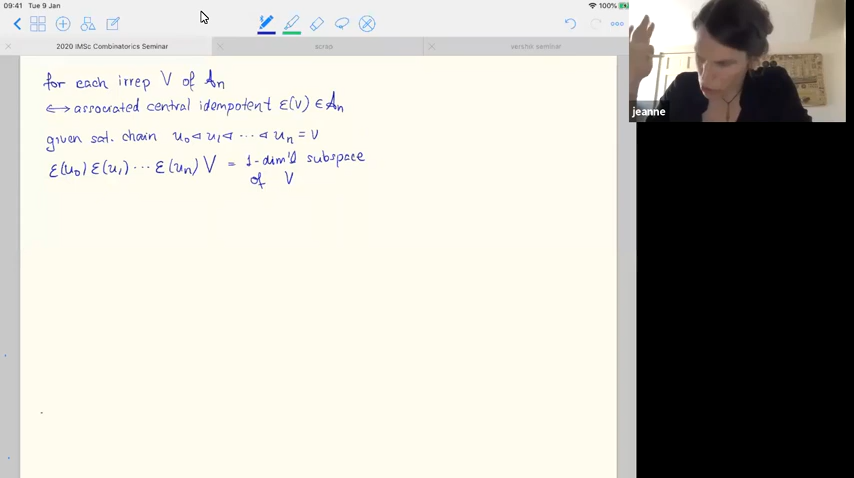 09:41 Tue 9 Jan
100%
2020 IMSc Combinatorics Seminar
scrap
vershik seminar
jeanne
for each irrep V of 𝔸n
⟷ associated central idempotent ε(V) ∈ 𝔸n
given sat. chain u₀ ⊲ u₁ ⊲ ⋯ ⊲ un = V
ε(u₀) ε(u₁) ⋯ ε(un) V = 1-dim'l subspace
of V